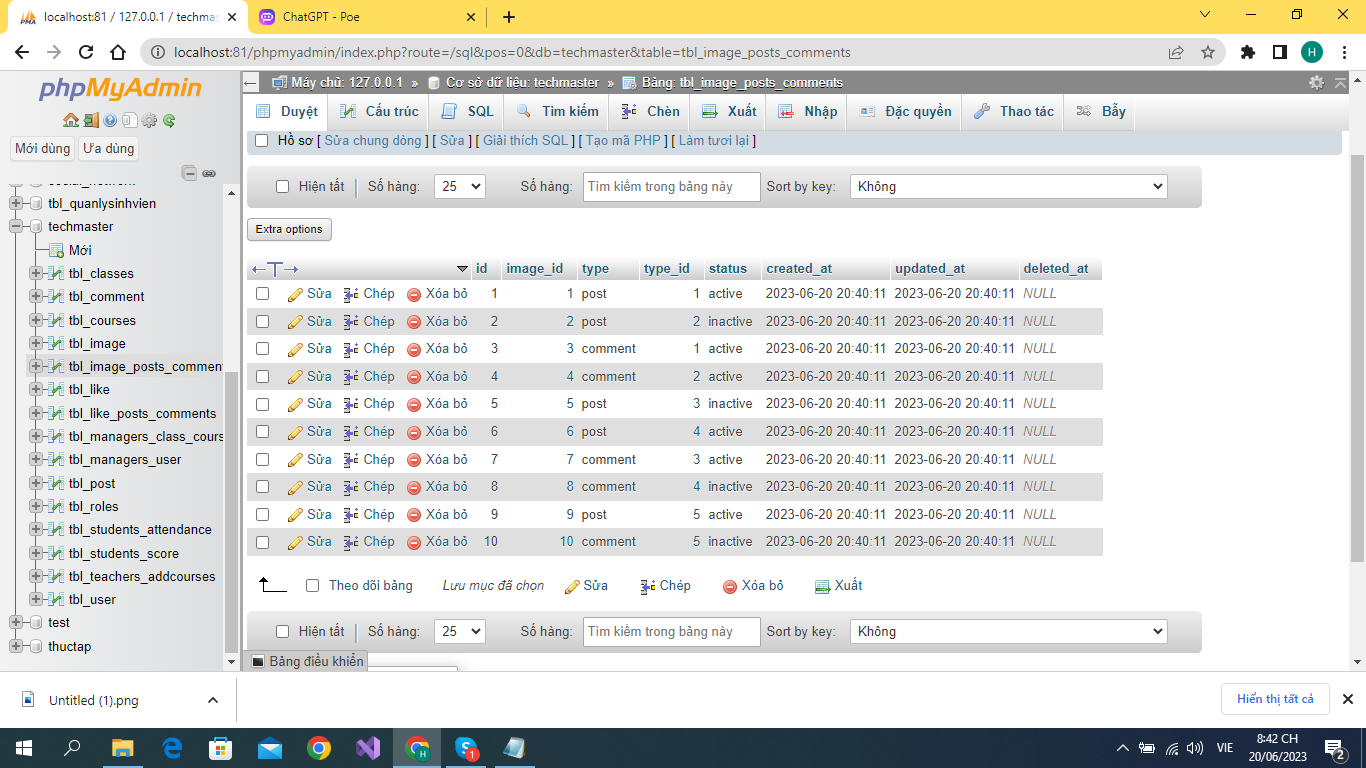 localhost:81 / 127.0.0.1 / techmas
ChatGPT - Poe
localhost:81/phpmyadmin/index.php?route=/sql&pos=0&db=techmaster&table=tbl_image_posts_comments
H
phpMyAdmin
Mới dùng Ưa dùng
tbl_quanlysinhvien
techmaster
Mới
tbl_classes
tbl_comment
tbl_courses
tbl_image
tbl_image_posts_commen
tbl_like
tbl_like_posts_comments
tbl_managers_class_cours
tbl_managers_user
tbl_post
tbl_roles
tbl_students_attendance
tbl_students_score
tbl_teachers_addcourses
tbl_user
test
thuctap
Máy chủ: 127.0.0.1 » Cơ sở dữ liệu: techmaster » Bảng: tbl_image_posts_comments
Duyệt Cấu trúc SQL Tìm kiếm Chèn Xuất Nhập Đặc quyền Thao tác Bẫy
Hồ sơ [ Sửa chung dòng ] [ Sửa ] [ Giải thích SQL ] [ Tạo mã PHP ] [ Làm tươi lại ]
Hiện tất Số hàng: 25 Số hàng: Tìm kiếm trong bảng này Sort by key: Không
Extra options
←T→ id image_id type type_id status created_at updated_at deleted_at
Sửa Chép Xóa bỏ 1 1 post 1 active 2023-06-20 20:40:11 2023-06-20 20:40:11 NULL
Sửa Chép Xóa bỏ 2 2 post 2 inactive 2023-06-20 20:40:11 2023-06-20 20:40:11 NULL
Sửa Chép Xóa bỏ 3 3 comment 1 active 2023-06-20 20:40:11 2023-06-20 20:40:11 NULL
Sửa Chép Xóa bỏ 4 4 comment 2 active 2023-06-20 20:40:11 2023-06-20 20:40:11 NULL
Sửa Chép Xóa bỏ 5 5 post 3 inactive 2023-06-20 20:40:11 2023-06-20 20:40:11 NULL
Sửa Chép Xóa bỏ 6 6 post 4 active 2023-06-20 20:40:11 2023-06-20 20:40:11 NULL
Sửa Chép Xóa bỏ 7 7 comment 3 active 2023-06-20 20:40:11 2023-06-20 20:40:11 NULL
Sửa Chép Xóa bỏ 8 8 comment 4 inactive 2023-06-20 20:40:11 2023-06-20 20:40:11 NULL
Sửa Chép Xóa bỏ 9 9 post 5 active 2023-06-20 20:40:11 2023-06-20 20:40:11 NULL
Sửa Chép Xóa bỏ 10 10 comment 5 inactive 2023-06-20 20:40:11 2023-06-20 20:40:11 NULL
Theo dõi bảng Lưu mục đã chọn Sửa Chép Xóa bỏ Xuất
Hiện tất Số hàng: 25 Số hàng: Tìm kiếm trong bảng này Sort by key: Không
Bảng điều khiển
Untitled (1).png
Hiển thị tất cả
VIE
8:42 CH
20/06/2023